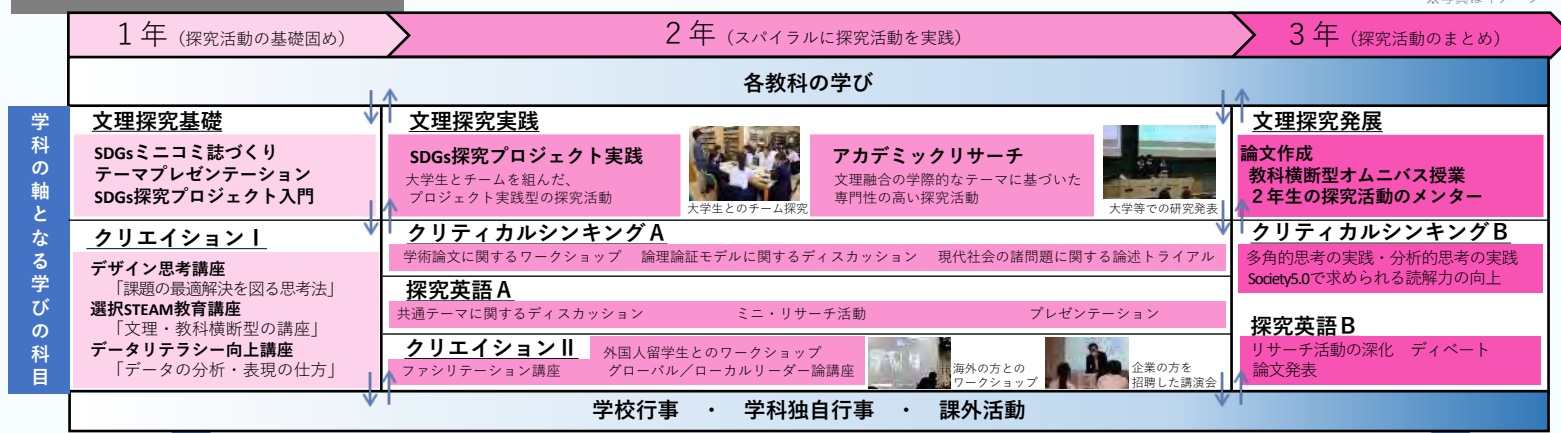 1年（探究活動の基礎固め）
2年（スパイラルに探究活動を実践）
3年（探究活動のまとめ）
各教科の学び
学科の軸となる学びの科目
文理探究基礎
SDGsミニコミ誌づくり
テーマプレゼンテーション
SDGs探究プロジェクト入門
クリエイションⅠ
デザイン思考講座
「課題の最適解決を図る思考法」
選択STEAM教育講座
「文理・教科横断型の講座」
データリテラシー向上講座
「データの分析・表現の仕方」
文理探究実践
SDGs探究プロジェクト実践
大学生とチームを組んだ、
プロジェクト実践型の探究活動
大学生とのチーム探究
アカデミックリサーチ
文理融合の学際的なテーマに基づいた
専門性の高い探究活動
大学等での研究発表
クリティカルシンキングA
学術論文に関するワークショップ　論理論証モデルに関するディスカッション　現代社会の諸問題に関する論述トライアル
探究英語A
共通テーマに関するディスカッション　ミニ・リサーチ活動　プレゼンテーション
クリエイションⅡ
ファシリテーション講座
外国人留学生とのワークショップ
グローバル／ローカルリーダー論講座
海外の方との
ワークショップ
企業の方を
招聘した講演会
文理探究発展
論文作成
教科横断型オムニバス授業
2年生の探究活動のメンター
クリティカルシンキングB
多角的思考の実践・分析的思考の実践
Society5.0で求められる読解力の向上
探究英語B
リサーチ活動の深化　ディベート
論文発表
学校行事　・　学科独自行事　・　課外活動